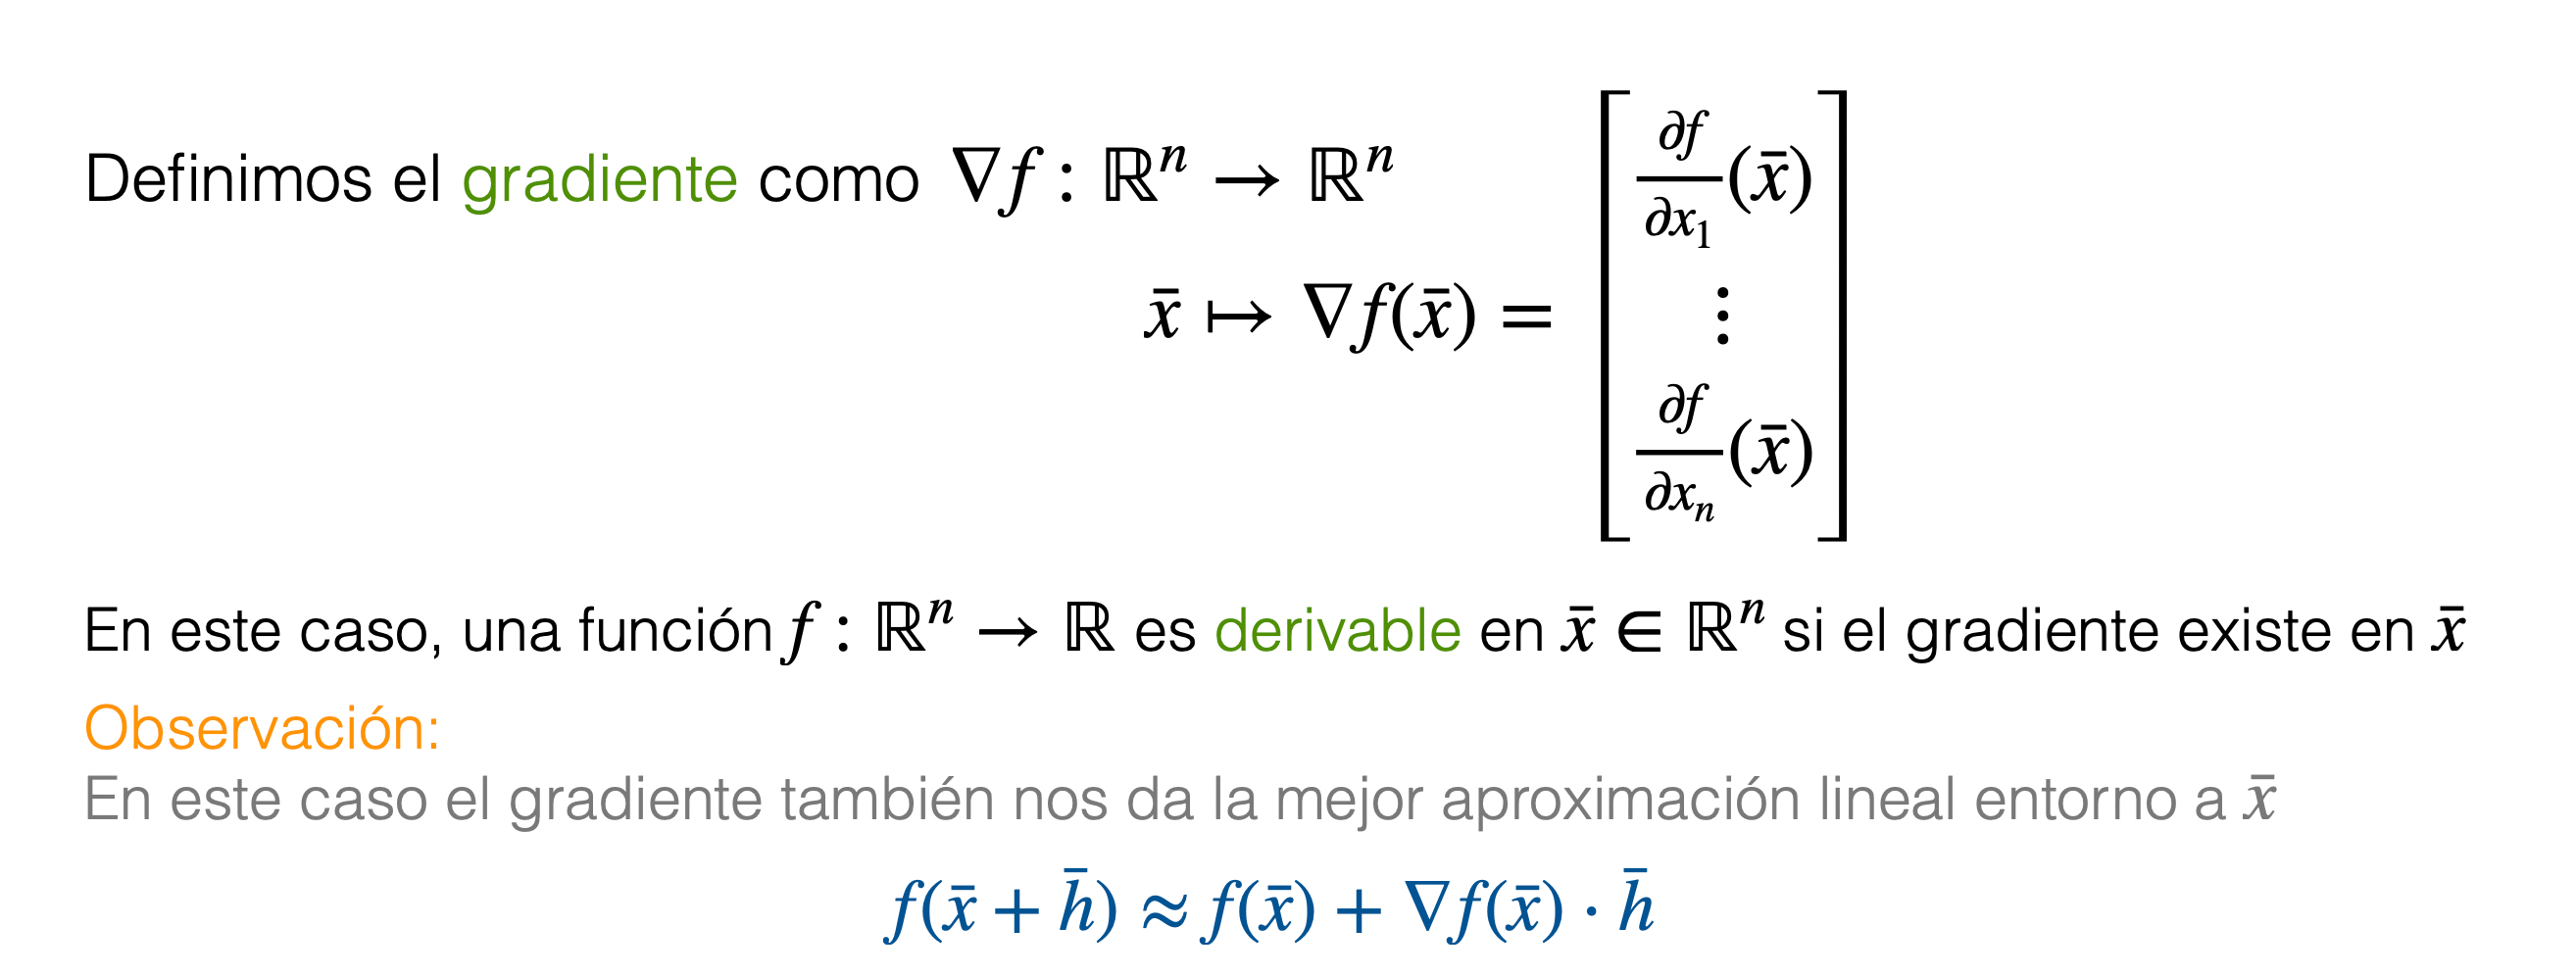 Definimos el gradiente como ∇f : ℝⁿ → ℝⁿ
x̄ ↦ ∇f(x̄) = [ ∂f/∂x₁(x̄) ⋮ ∂f/∂xₙ(x̄) ]
En este caso, una función f : ℝⁿ → ℝ es derivable en x̄ ∈ ℝⁿ si el gradiente existe en x̄
Observación:
En este caso el gradiente también nos da la mejor aproximación lineal entorno a x̄
f(x̄ + h̄) ≈ f(x̄) + ∇f(x̄) · h̄